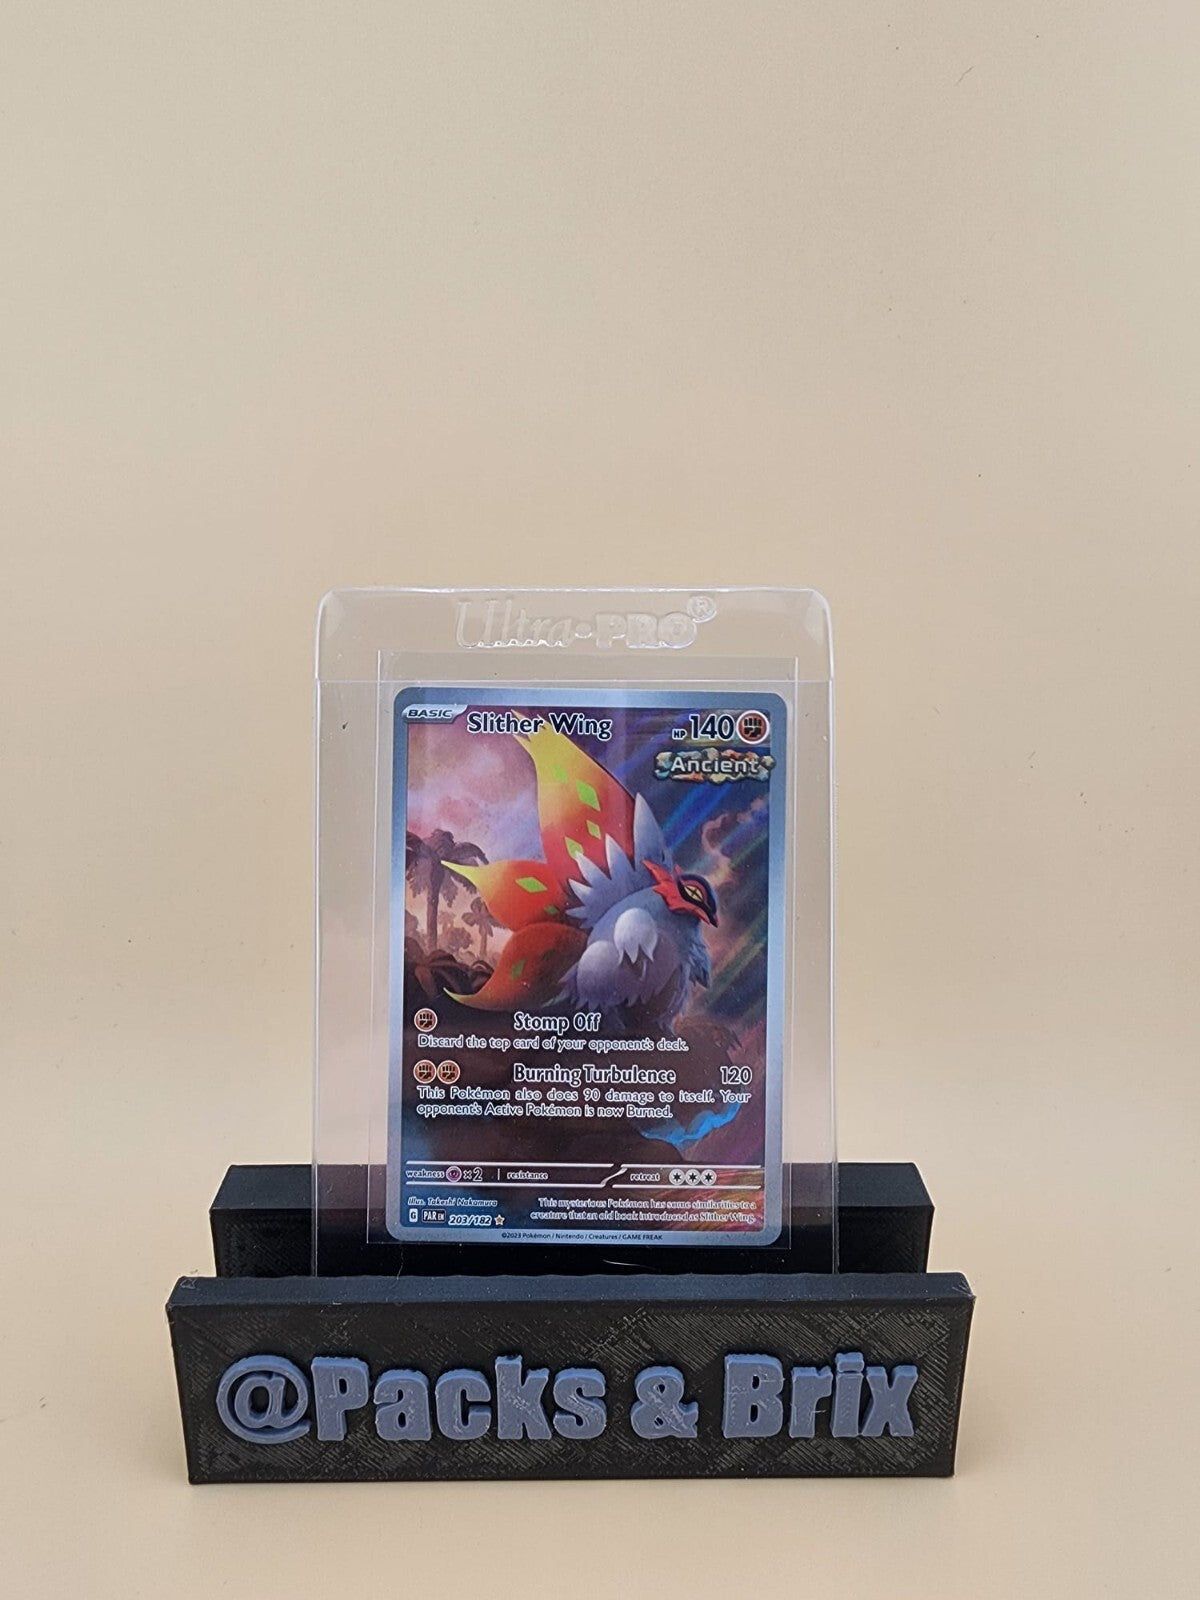 Ultra·PRO®
BASIC Slither Wing HP 140
Ancient
Stomp Off
Discard the top card of your opponent's deck.
Burning Turbulence 120
This Pokémon also does 90 damage to itself. Your
opponent's Active Pokémon is now Burned.
weakness ×2 resistance retreat
Illus. Takeshi Nakamura
G PAR EN 203/182
This mysterious Pokémon has some similarities to a
creature that an old book introduced as Slither Wing.
©2023 Pokémon / Nintendo / Creatures / GAME FREAK
@Packs & Brix